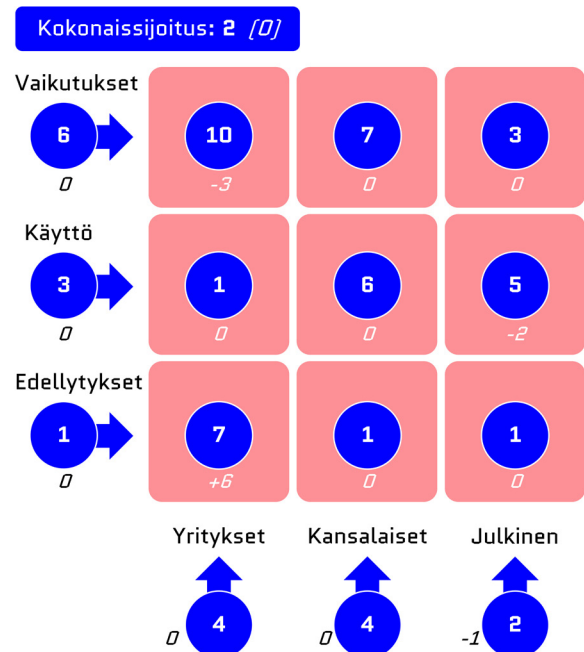 Kokonaissijoitus: 2 (0)
Vaikutukset
6 10 7 3
0 -3 0 0
Käyttö
3 1 6 5
0 0 0 -2
Edellytykset
1 7 1 1
0 +6 0 0
Yritykset Kansalaiset Julkinen
0 4 0 4 -1 2